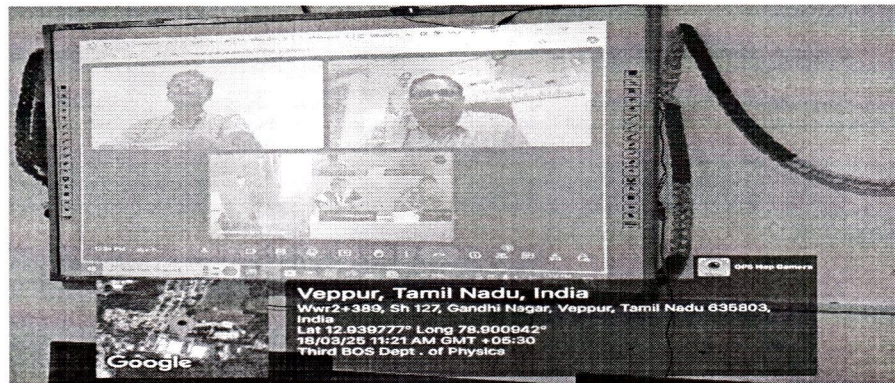 GPS Map Camera
Veppur, Tamil Nadu, India
Wwr2+389, Sh 127, Gandhi Nagar, Veppur, Tamil Nadu 635803,
India
Lat 12.939777° Long 78.900942°
18/03/25 11:21 AM GMT +05:30
Third BOS Dept . of Physics
Google